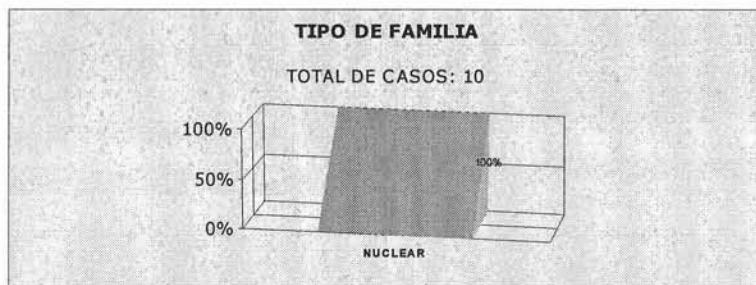 TIPO DE FAMILIA
TOTAL DE CASOS: 10
100%
50%
100%
0%
NUCLEAR